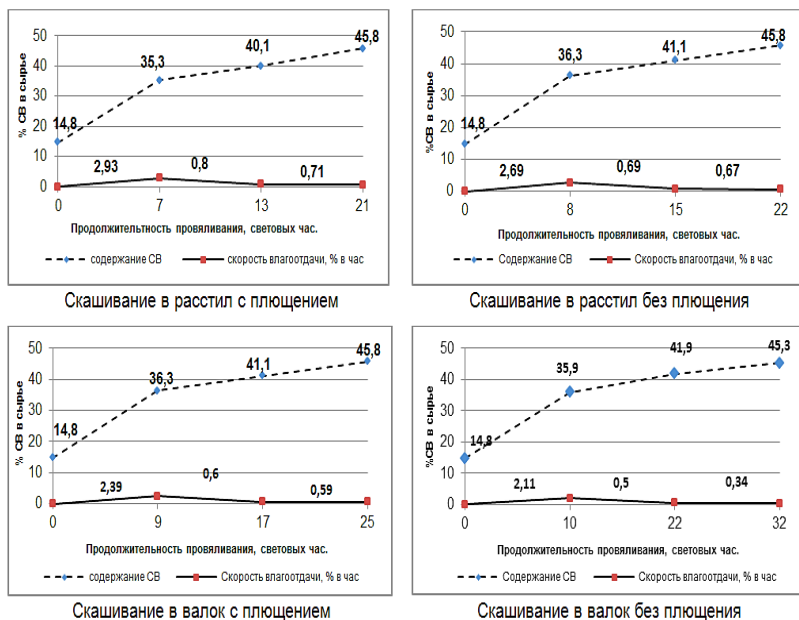 50
40
30
20
10
0
% СВ в сырье
14,8
35,3
40,1
45,8
2,93
0,8
0,71
0 7 13 21
Продолжительтность провяливания, световых час.
содержание СВ скорость влагоотдачи, % в час
Скашивание в расстил с плющением
50
40
30
20
10
0
%СВ в сырье
14,8
36,3
41,1
45,8
2,69
0,69
0,67
0 8 15 22
Продолжительность провяливания, световых час.
содержание СВ Скорость влагоотдачи, % в час
Скашивание в расстил без плющения
50
40
30
20
10
0
% СВ в сырье
14,8
36,3
41,1
45,8
2,39
0,6
0,59
0 9 17 25
Продолжительность провяливания, световых час.
содержание СВ Скорость влагоотдачи, % в час
Скашивание в валок с плющением
50
40
30
20
10
0
%СВ в сырье
14,8
35,9
41,9
45,3
2,11
0,5
0,34
0 10 22 32
Продолжительность провяливания, световых час.
содержание СВ Скорость влагоотдачи, % в час
Скашивание в валок без плющения